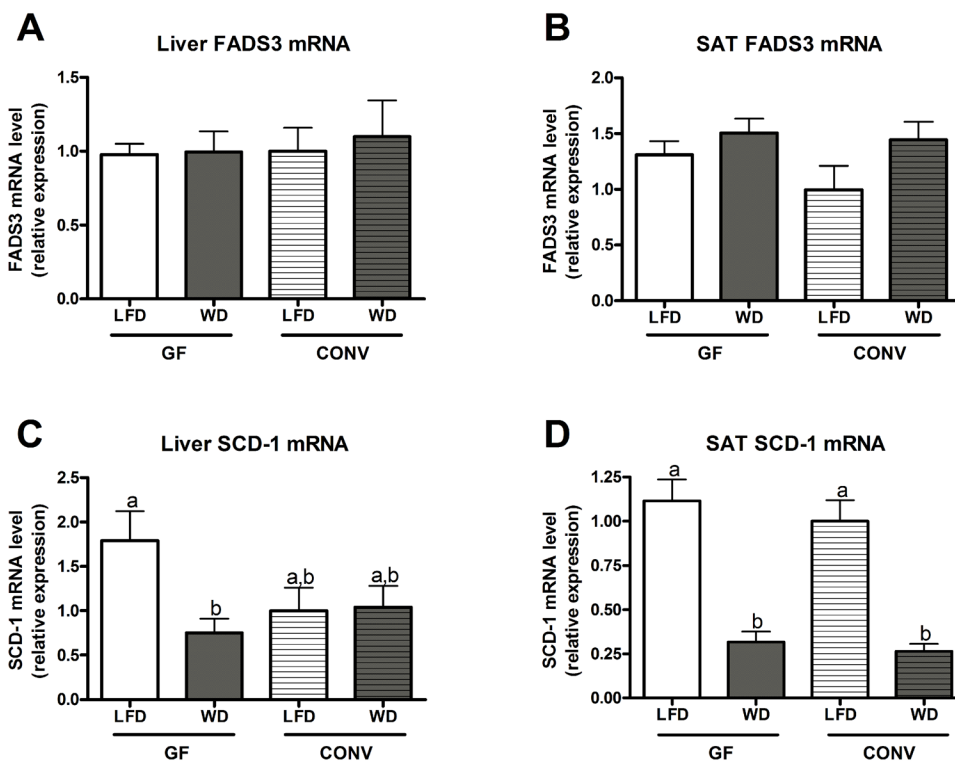 A
Liver FADS3 mRNA
FADS3 mRNA level
(relative expression)
1.5
1.0
0.5
0.0
LFD
WD
LFD
WD
GF
CONV
B
SAT FADS3 mRNA
FADS3 mRNA level
(relative expression)
2.0
1.5
1.0
0.5
0.0
LFD
WD
LFD
WD
GF
CONV
C
Liver SCD-1 mRNA
SCD-1 mRNA level
(relative expression)
2.5
2.0
1.5
1.0
0.5
0.0
a
b
a,b
a,b
LFD
WD
LFD
WD
GF
CONV
D
SAT SCD-1 mRNA
SCD-1 mRNA level
(relative expression)
1.25
1.00
0.50
0.25
0.00
a
b
a
b
LFD
WD
LFD
WD
GF
CONV